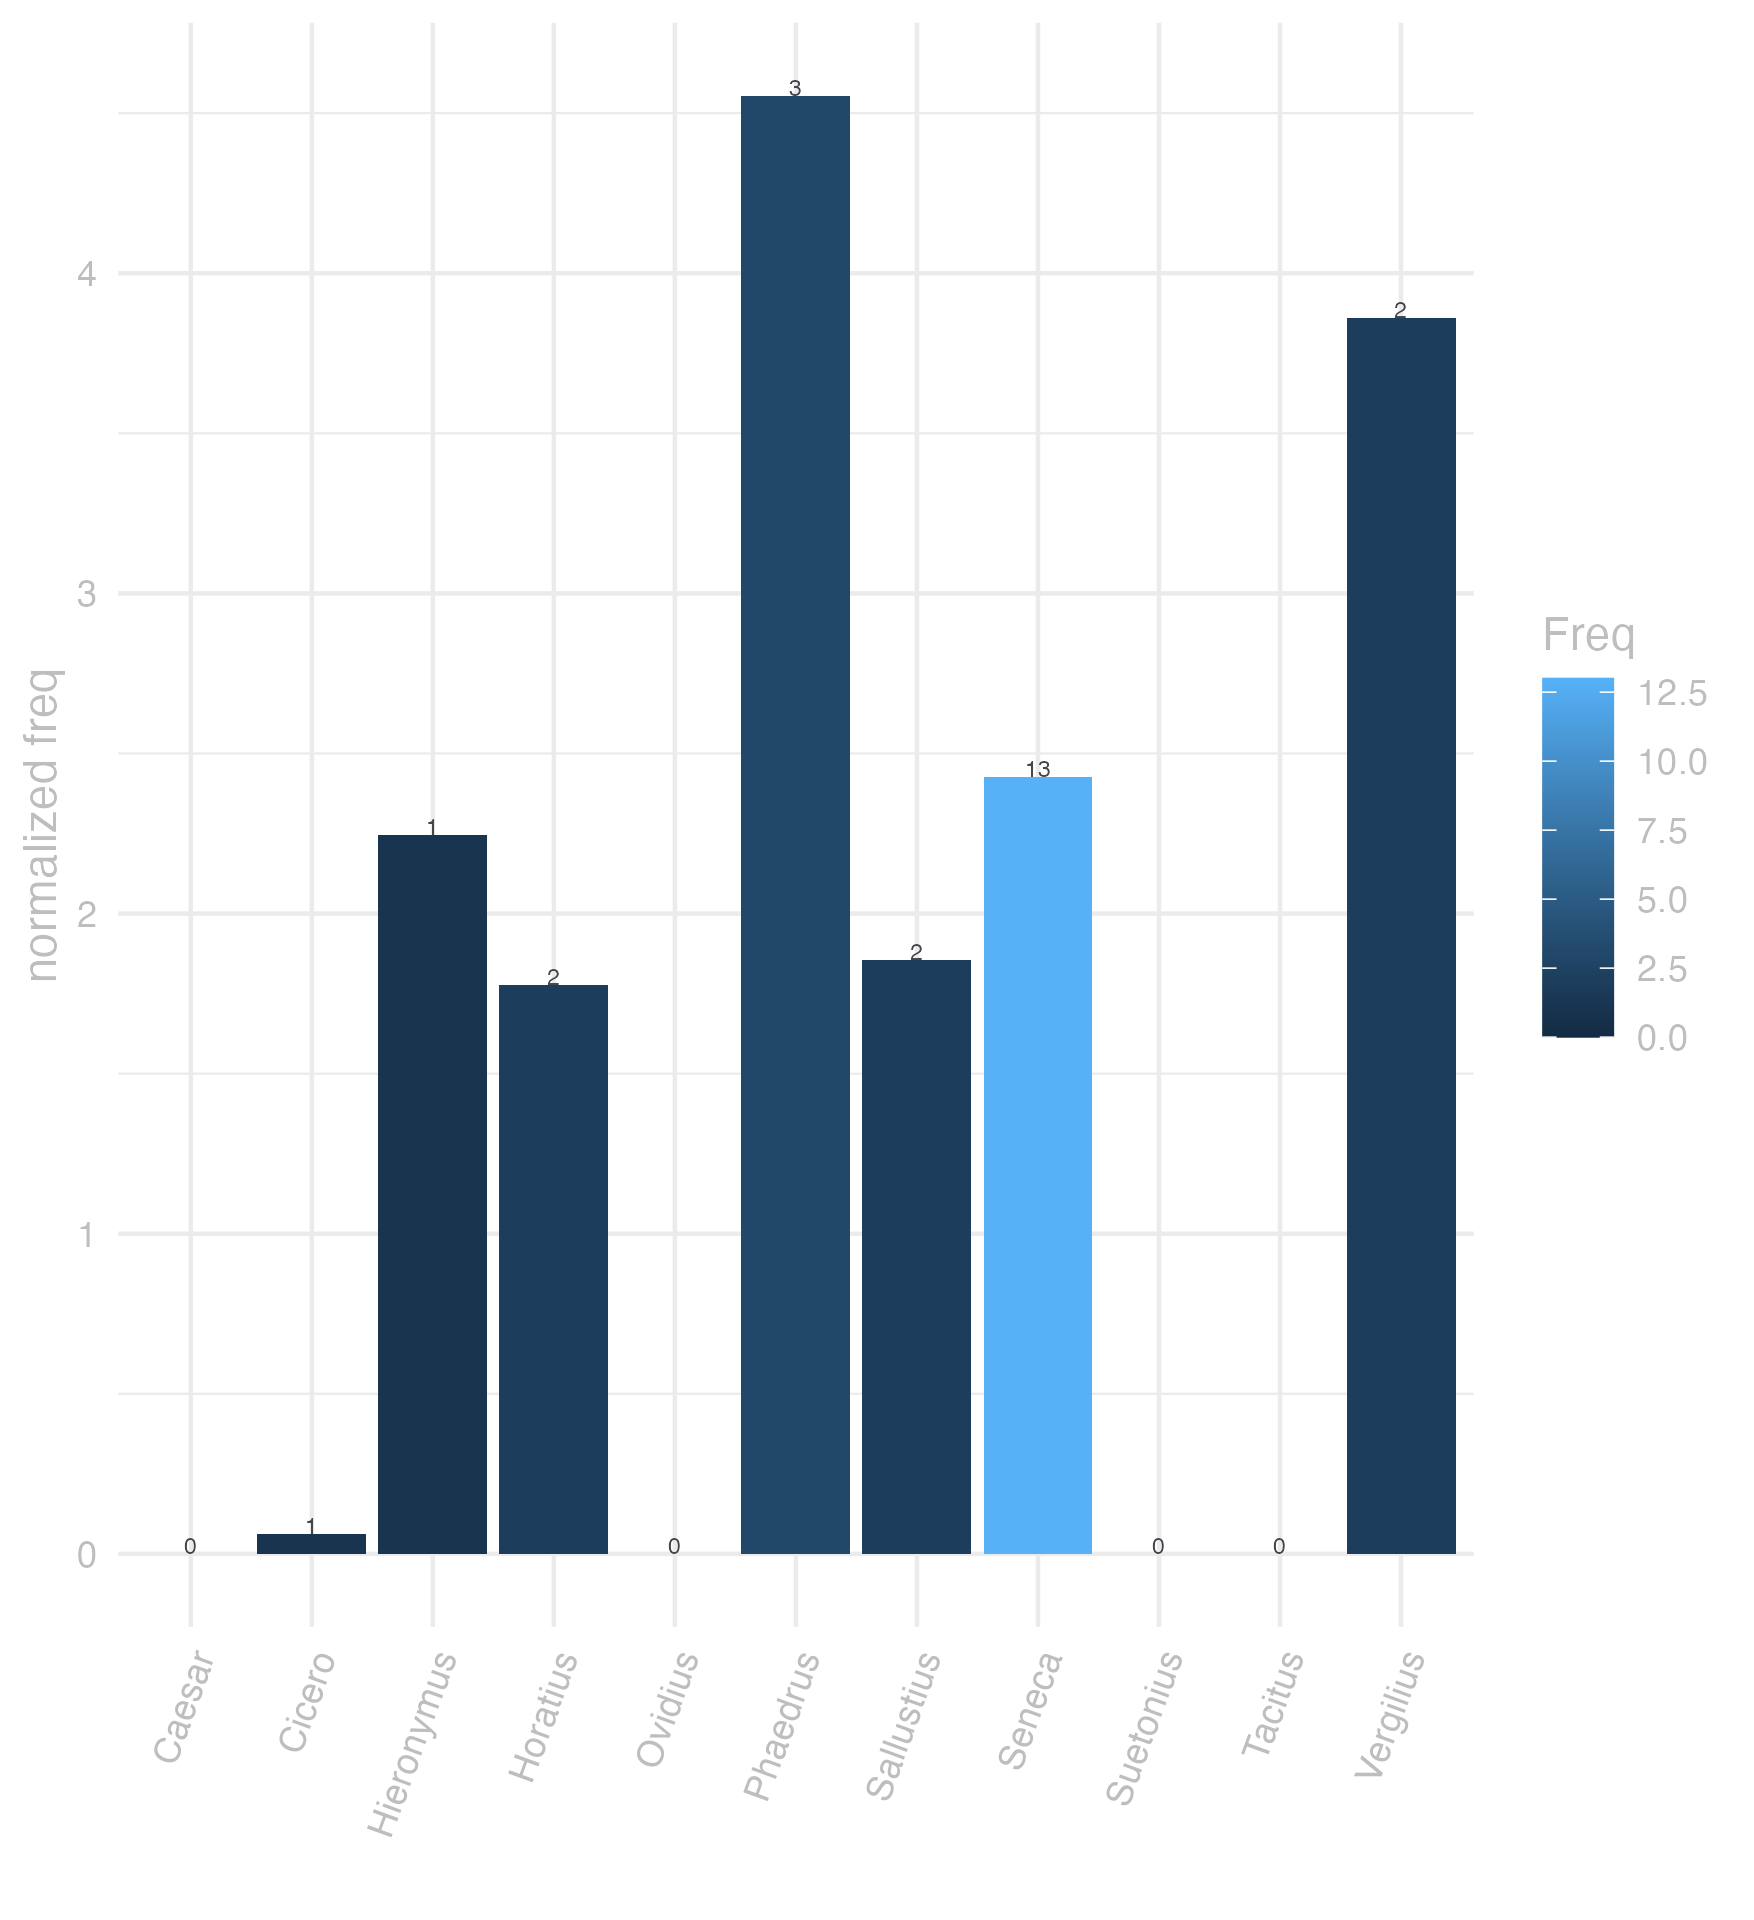 normalized freq
4
3
2
1
0
0
1
1
2
0
3
2
13
0
0
2
Caesar
Cicero
Hieronymus
Horatius
Ovidius
Phaedrus
Sallustius
Seneca
Suetonius
Tacitus
Vergilius
Freq
12.5
10.0
7.5
5.0
2.5
0.0